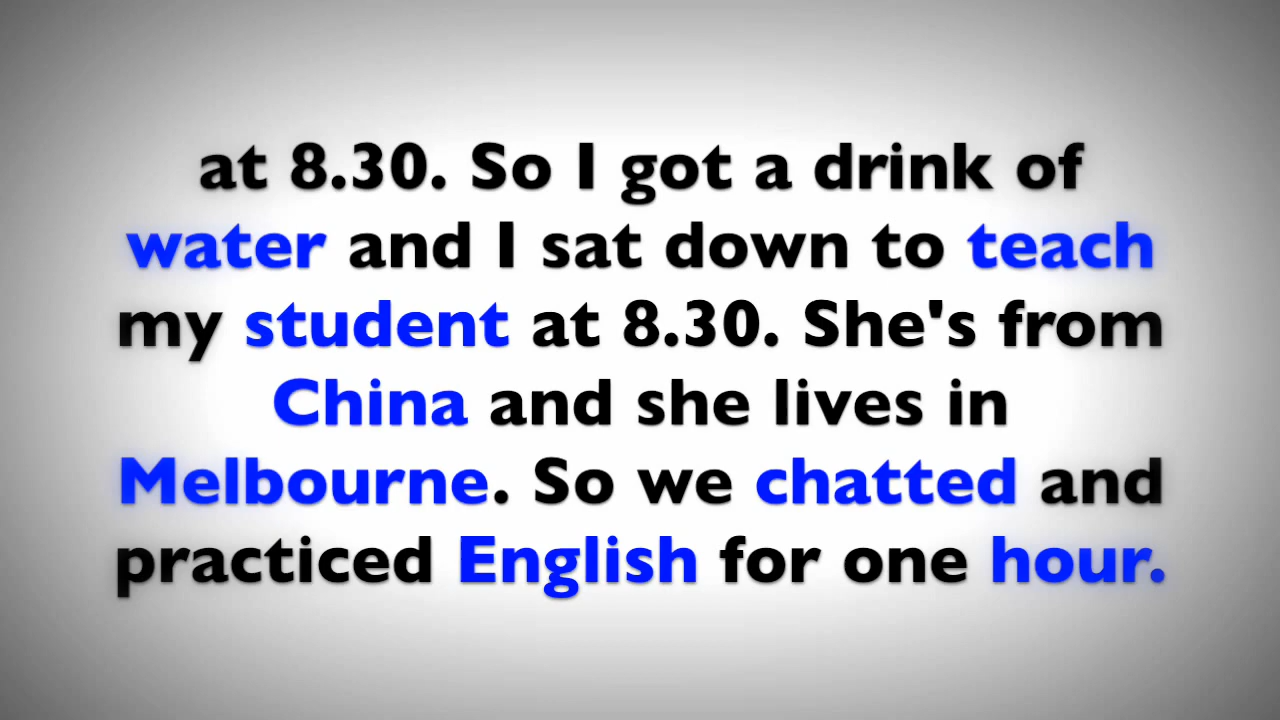 at 8.30. So I got a drink of
water and I sat down to teach
my student at 8.30. She's from
China and she lives in
Melbourne. So we chatted and
practiced English for one hour.